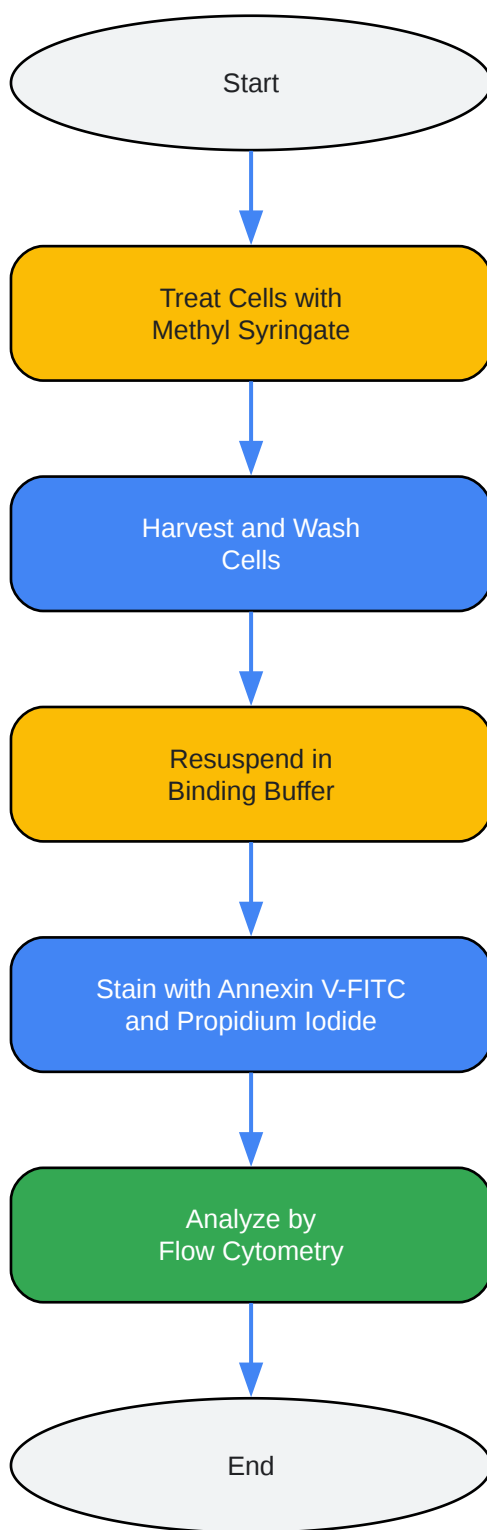 Start
Treat Cells with
Methyl Syringate
Harvest and Wash
Cells
Resuspend in
Binding Buffer
Stain with Annexin V-FITC
and Propidium Iodide
Analyze by
Flow Cytometry
End